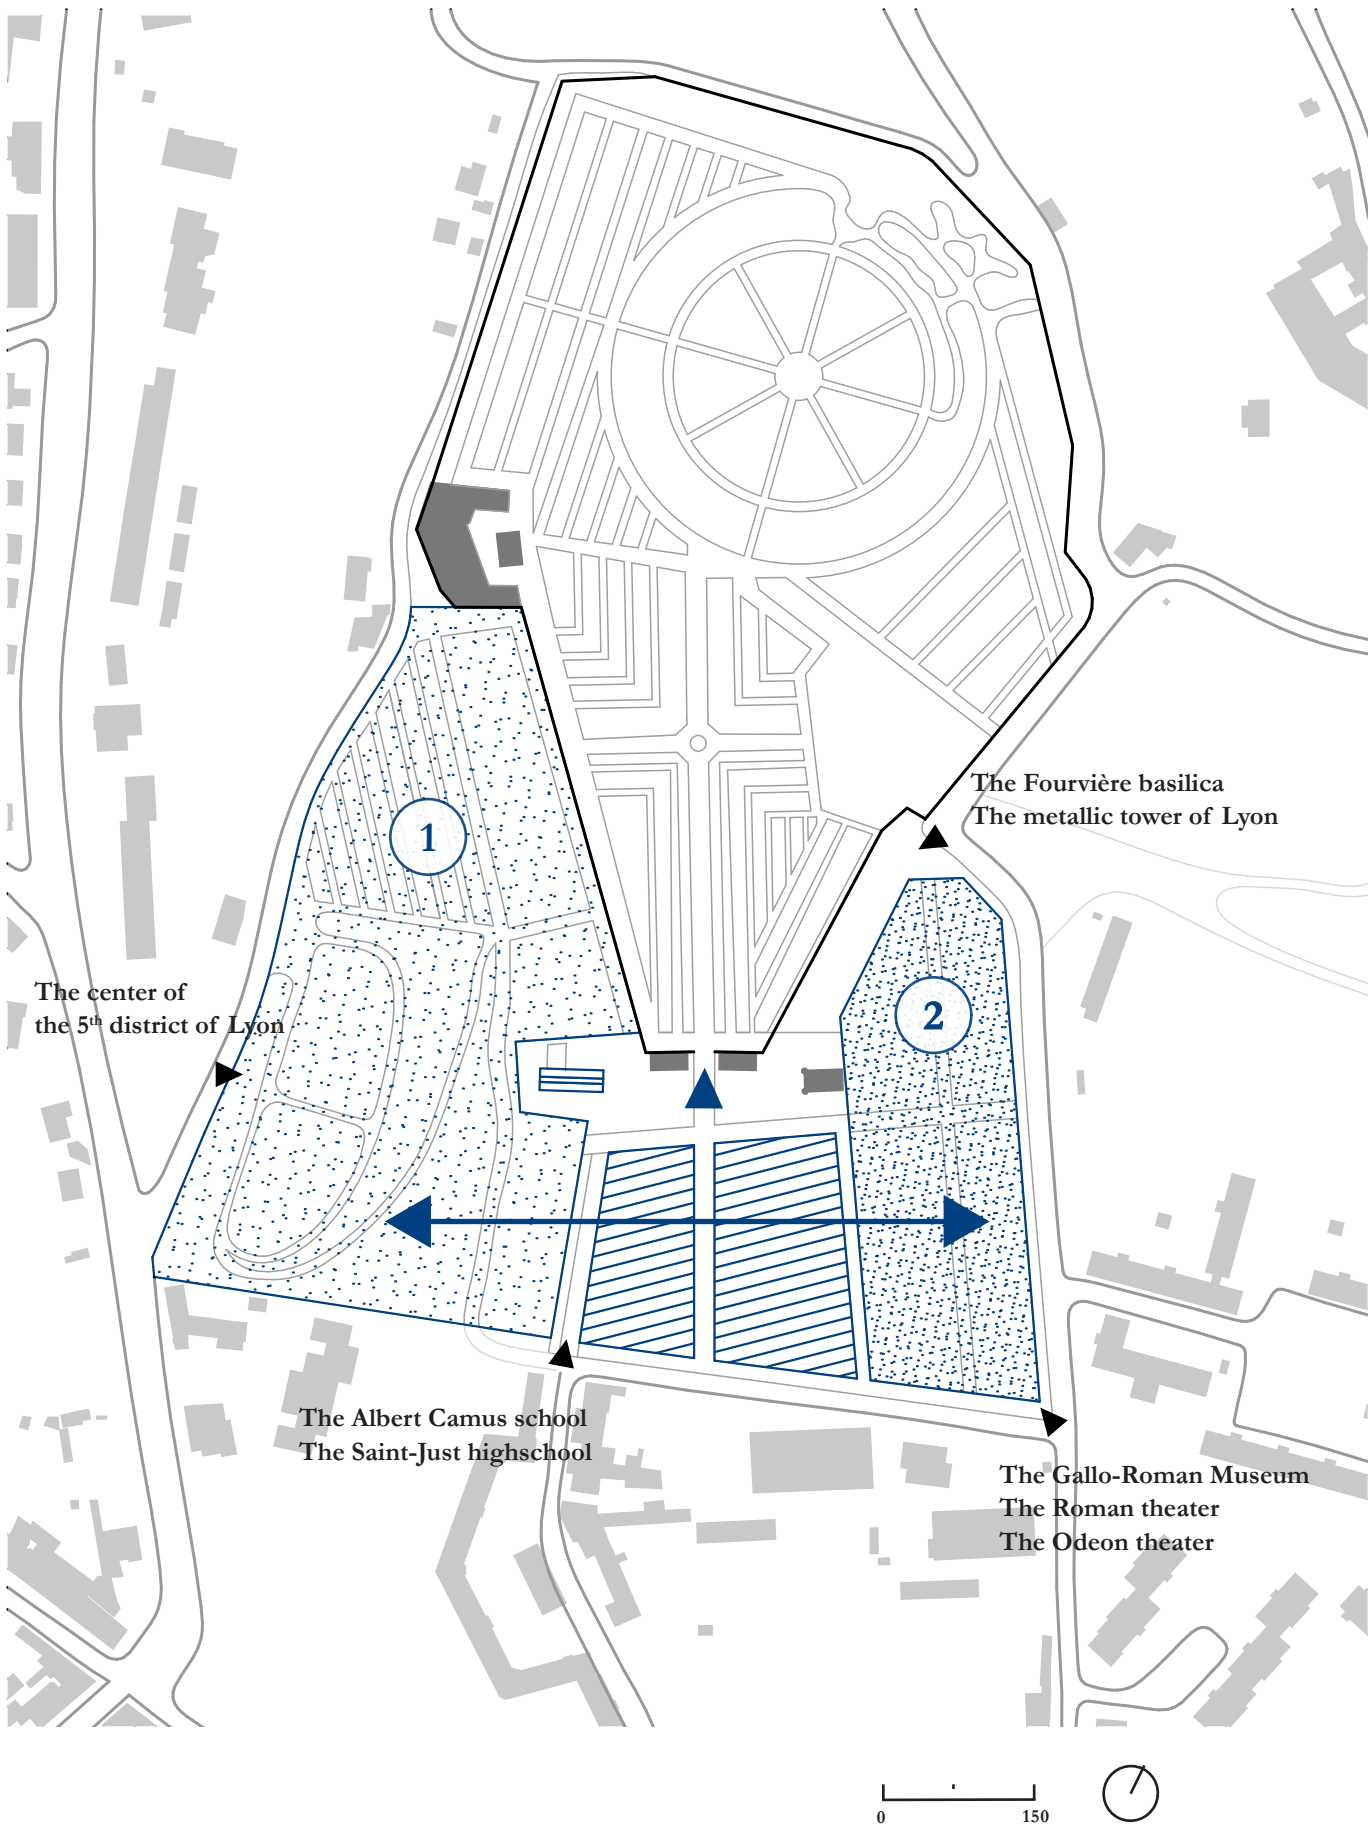 The Fourvière basilica
The metallic tower of Lyon
1
The center of
the 5th district of Lyon
2
The Albert Camus school
The Saint-Just highschool
The Gallo-Roman Museum
The Roman theater
The Odeon theater
0 150